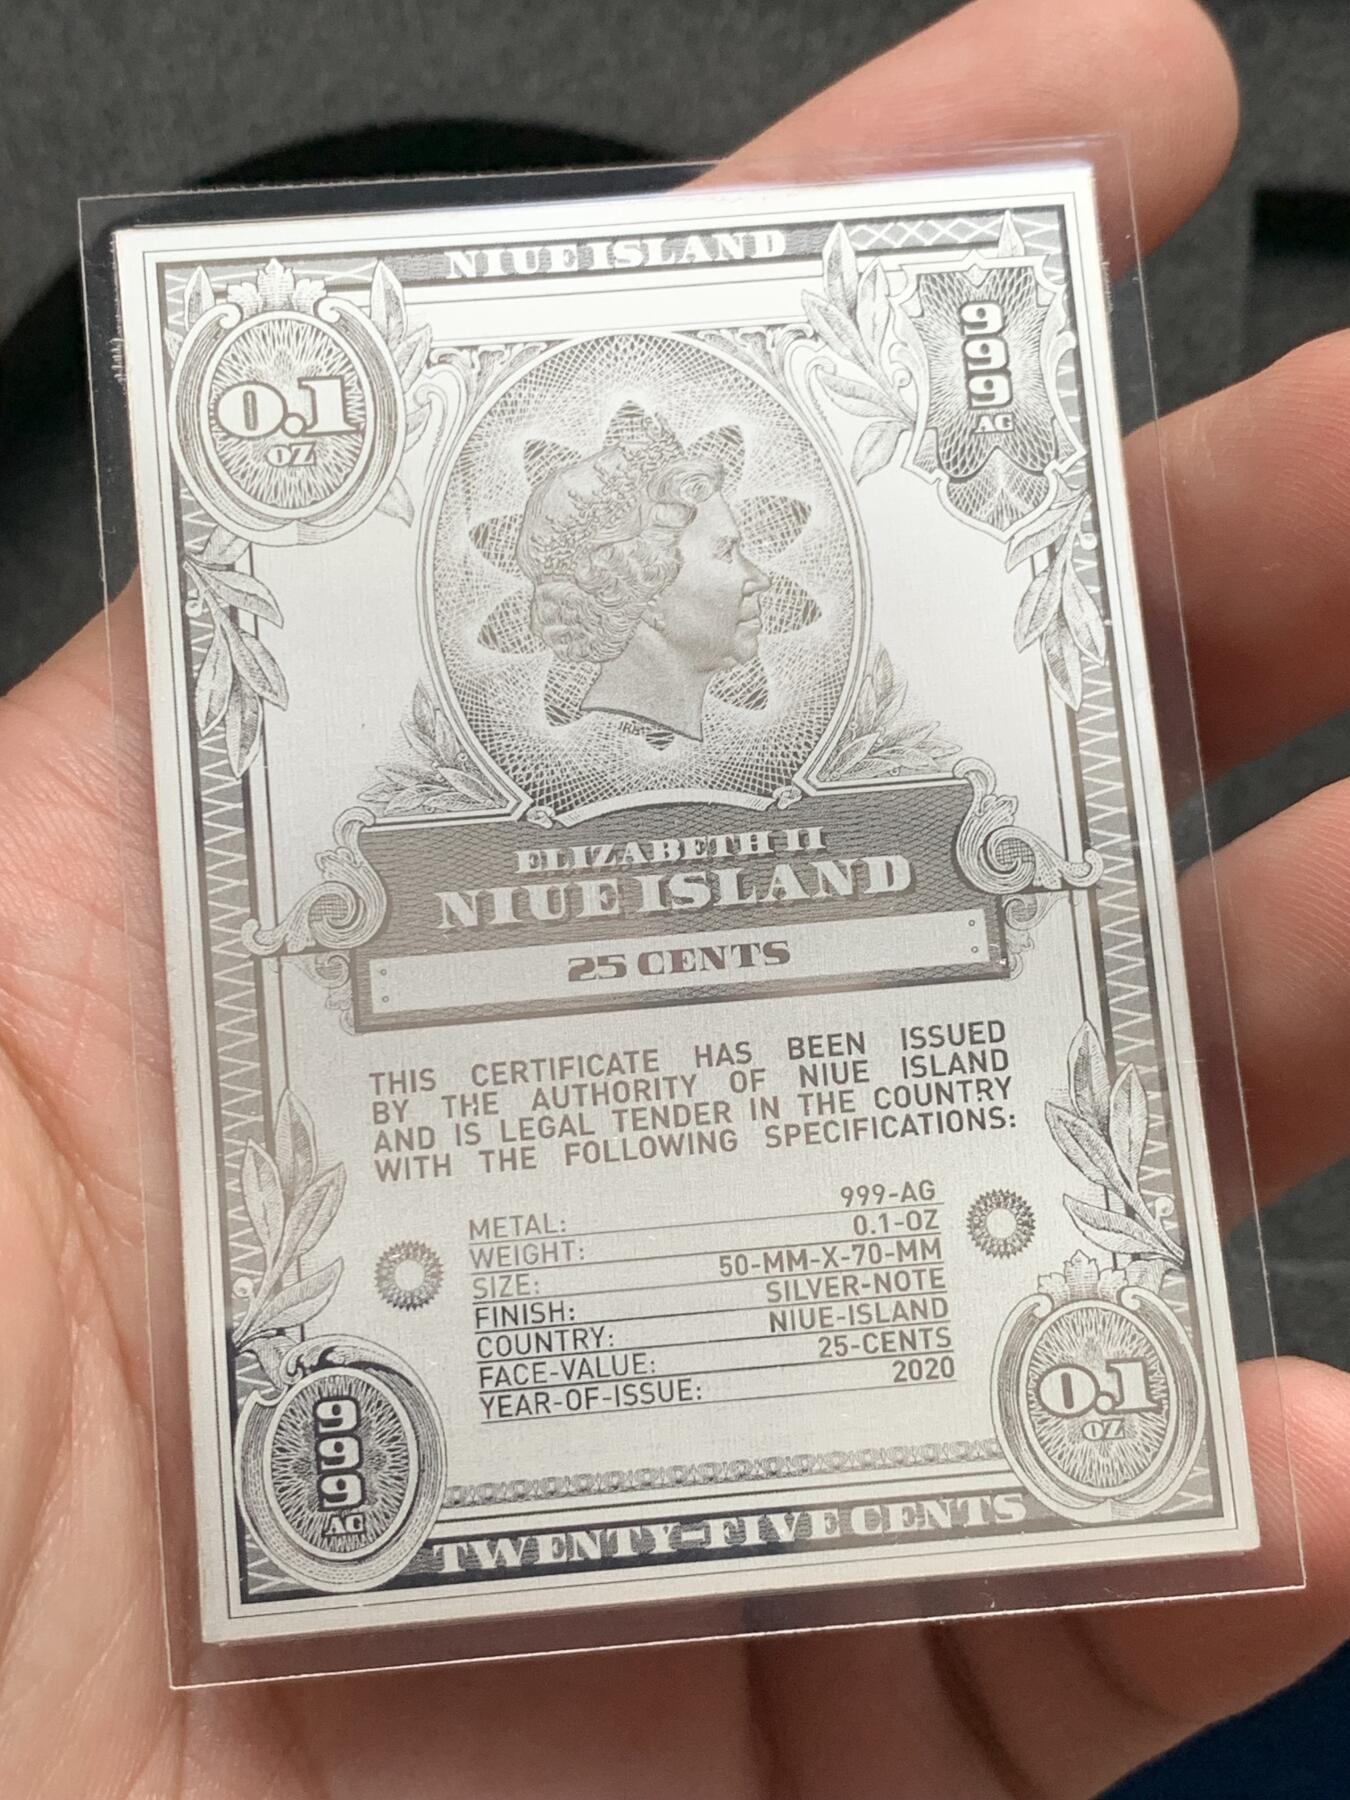 NIUE ISLAND
0.1
OZ
999
AG
IRB
ELIZABETH II
NIUE ISLAND
25 CENTS
THIS CERTIFICATE HAS BEEN ISSUED
BY THE AUTHORITY OF NIUE ISLAND
AND IS LEGAL TENDER IN THE COUNTRY
WITH THE FOLLOWING SPECIFICATIONS:
METAL: 999-AG
WEIGHT: 0.1-OZ
SIZE: 50-MM-X-70-MM
FINISH: SILVER-NOTE
COUNTRY: NIUE-ISLAND
FACE-VALUE: 25-CENTS
YEAR-OF-ISSUE: 2020
999
AG
0.1
OZ
TWENTY-FIVE CENTS